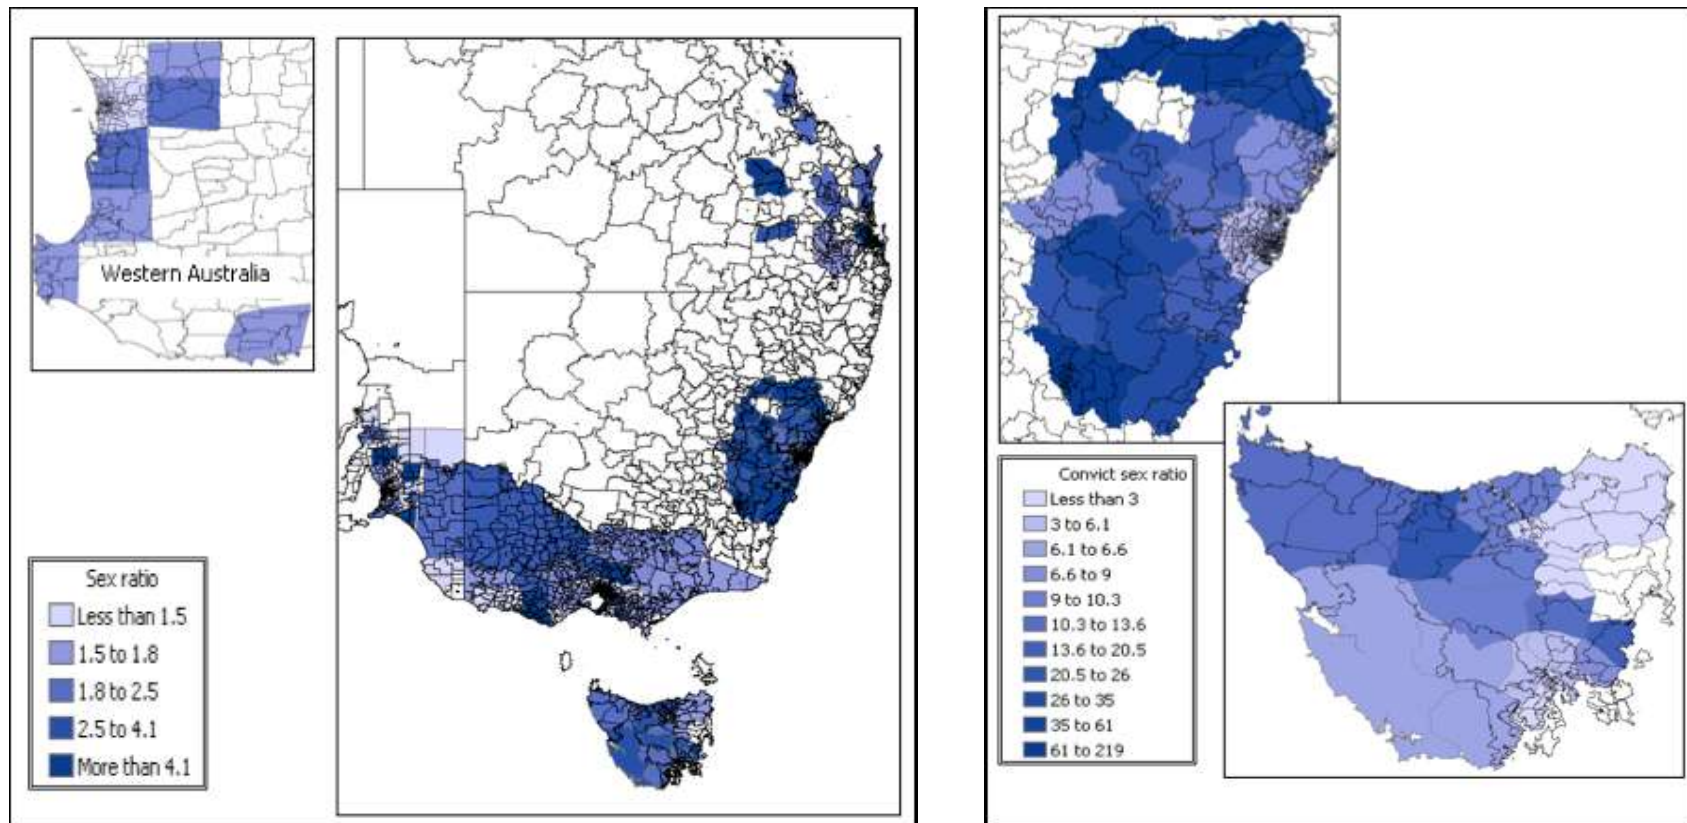 Western Australia
Sex ratio
Less than 1.5
1.5 to 1.8
1.8 to 2.5
2.5 to 4.1
More than 4.1
Convict sex ratio
Less than 3
3 to 6.1
6.1 to 6.6
6.6 to 9
9 to 10.3
10.3 to 13.6
13.6 to 20.5
20.5 to 26
26 to 35
35 to 61
61 to 219